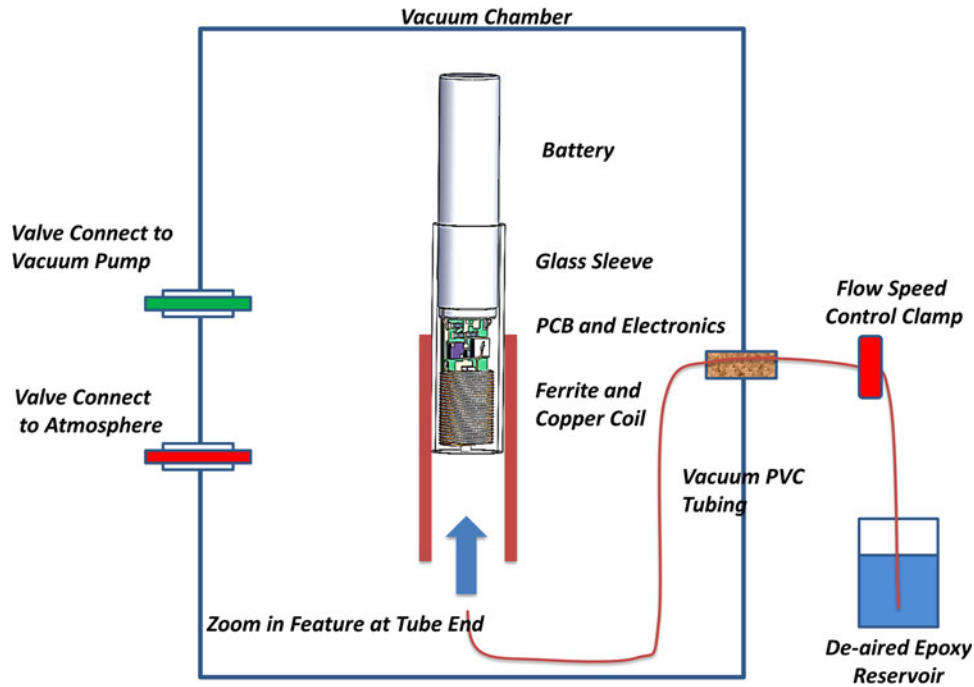 Vacuum Chamber
Battery
Valve Connect to
Vacuum Pump
Glass Sleeve
Flow Speed
Control Clamp
PCB and Electronics
Valve Connect
to Atmosphere
Ferrite and
Copper Coil
Vacuum PVC
Tubing
Zoom in Feature at Tube End
De-aired Epoxy
Reservoir